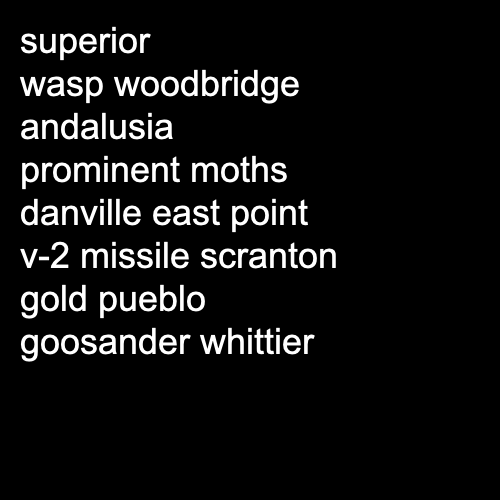 superior
wasp woodbridge
andalusia
prominent moths
danville east point
v-2 missile scranton
gold pueblo
goosander whittier